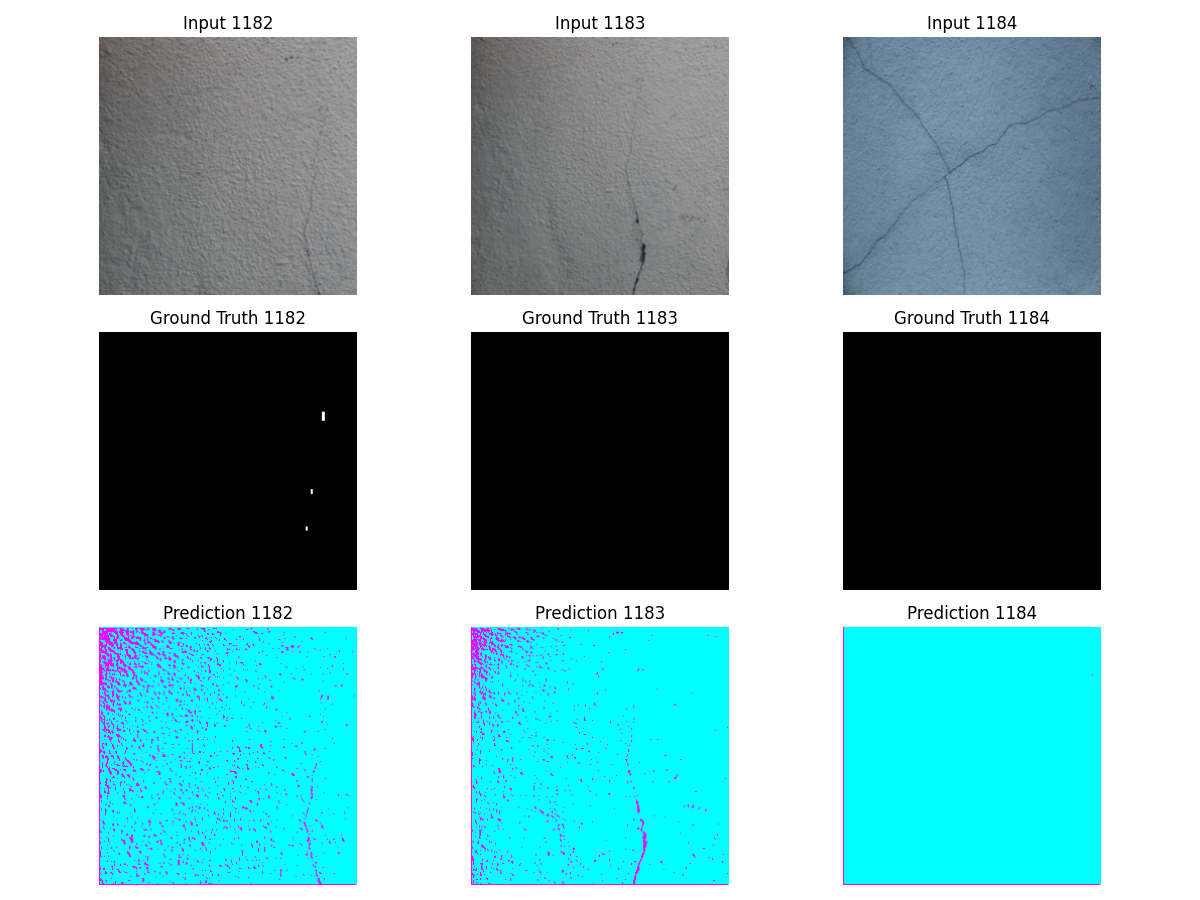 Input 1182
Input 1183
Input 1184
Ground Truth 1182
Ground Truth 1183
Ground Truth 1184
Prediction 1182
Prediction 1183
Prediction 1184